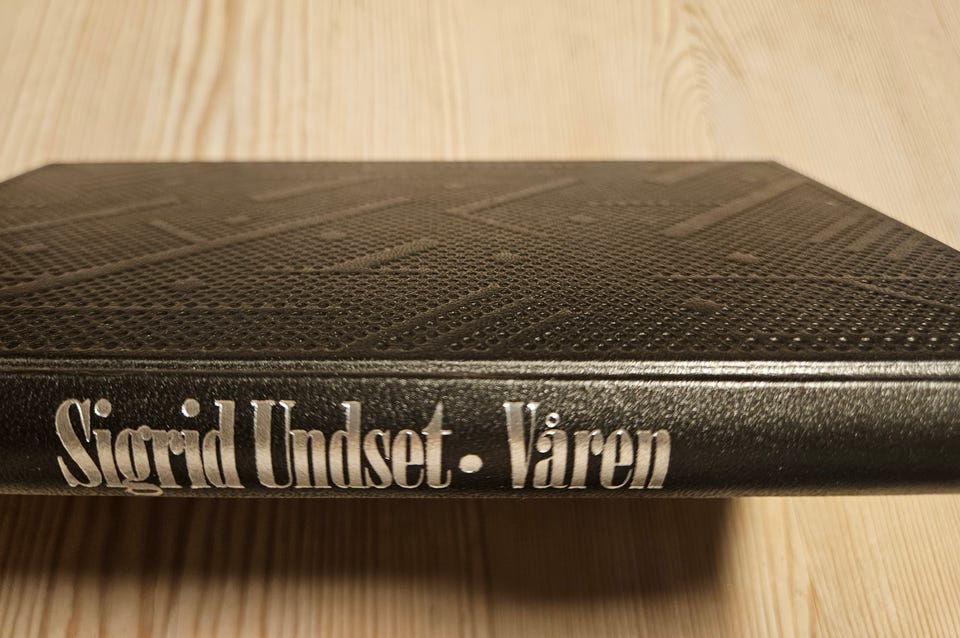 Sigrid Undset • Våren